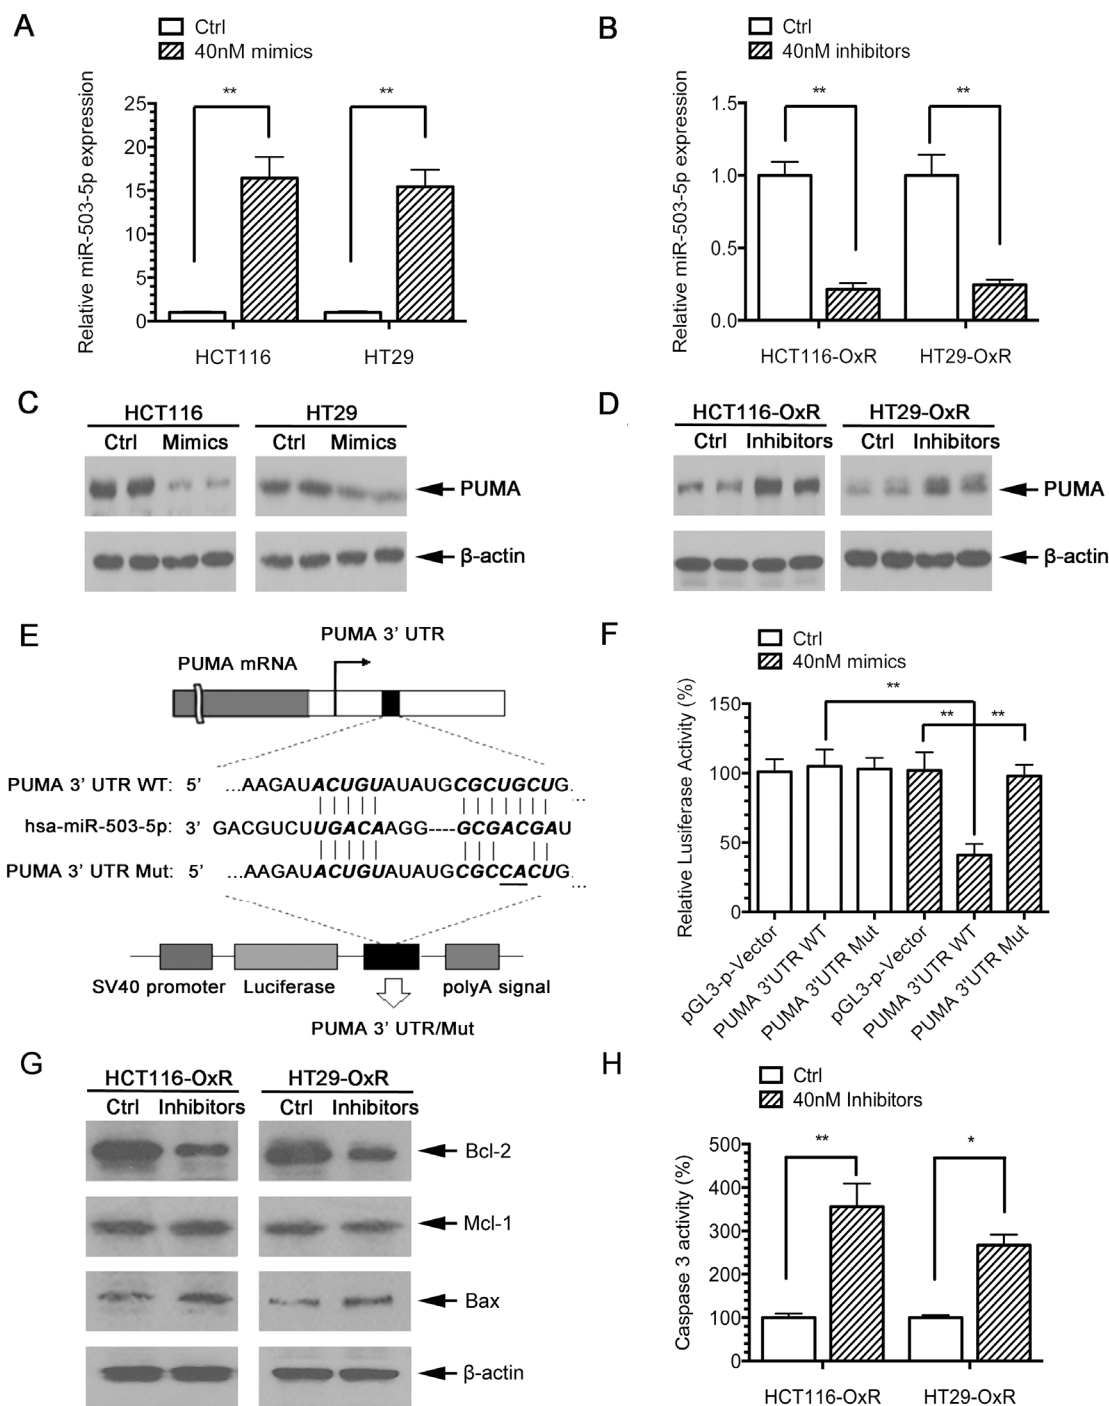 A
Ctrl
40nM mimics
Relative miR-503-5p expression
25
20
15
10
5
0
**
**
HCT116
HT29
B
Ctrl
40nM inhibitors
Relative miR-503-5p expression
1.5
1.0
0.5
0.0
**
**
HCT116-OxR
HT29-OxR
C
HCT116
HT29
Ctrl Mimics
Ctrl Mimics
PUMA
β-actin
D
HCT116-OxR
HT29-OxR
Ctrl Inhibitors
Ctrl Inhibitors
PUMA
β-actin
E
PUMA 3' UTR
PUMA mRNA
PUMA 3' UTR WT: 5' ...AAGAUACUGUAUAUGCGCUGCUG...
hsa-miR-503-5p: 3' GACGUCUUUGACAAGG----GCGACGAU
PUMA 3' UTR Mut: 5' ...AAGAUACUGUAUAUGCGCCACUG...
SV40 promoter
Luciferase
polyA signal
PUMA 3' UTR/Mut
F
Ctrl
40nM mimics
Relative Lusiferase Activity (%)
150
100
50
0
**
** **
pGL3-p-Vector
PUMA 3'UTR WT
PUMA 3'UTR Mut
pGL3-p-Vector
PUMA 3'UTR WT
PUMA 3'UTR Mut
G
HCT116-OxR
HT29-OxR
Ctrl Inhibitors
Ctrl Inhibitors
Bcl-2
Mcl-1
Bax
β-actin
H
Ctrl
40nM Inhibitors
Caspase 3 activity (%)
500
400
300
200
100
0
**
*
HCT116-OxR
HT29-OxR